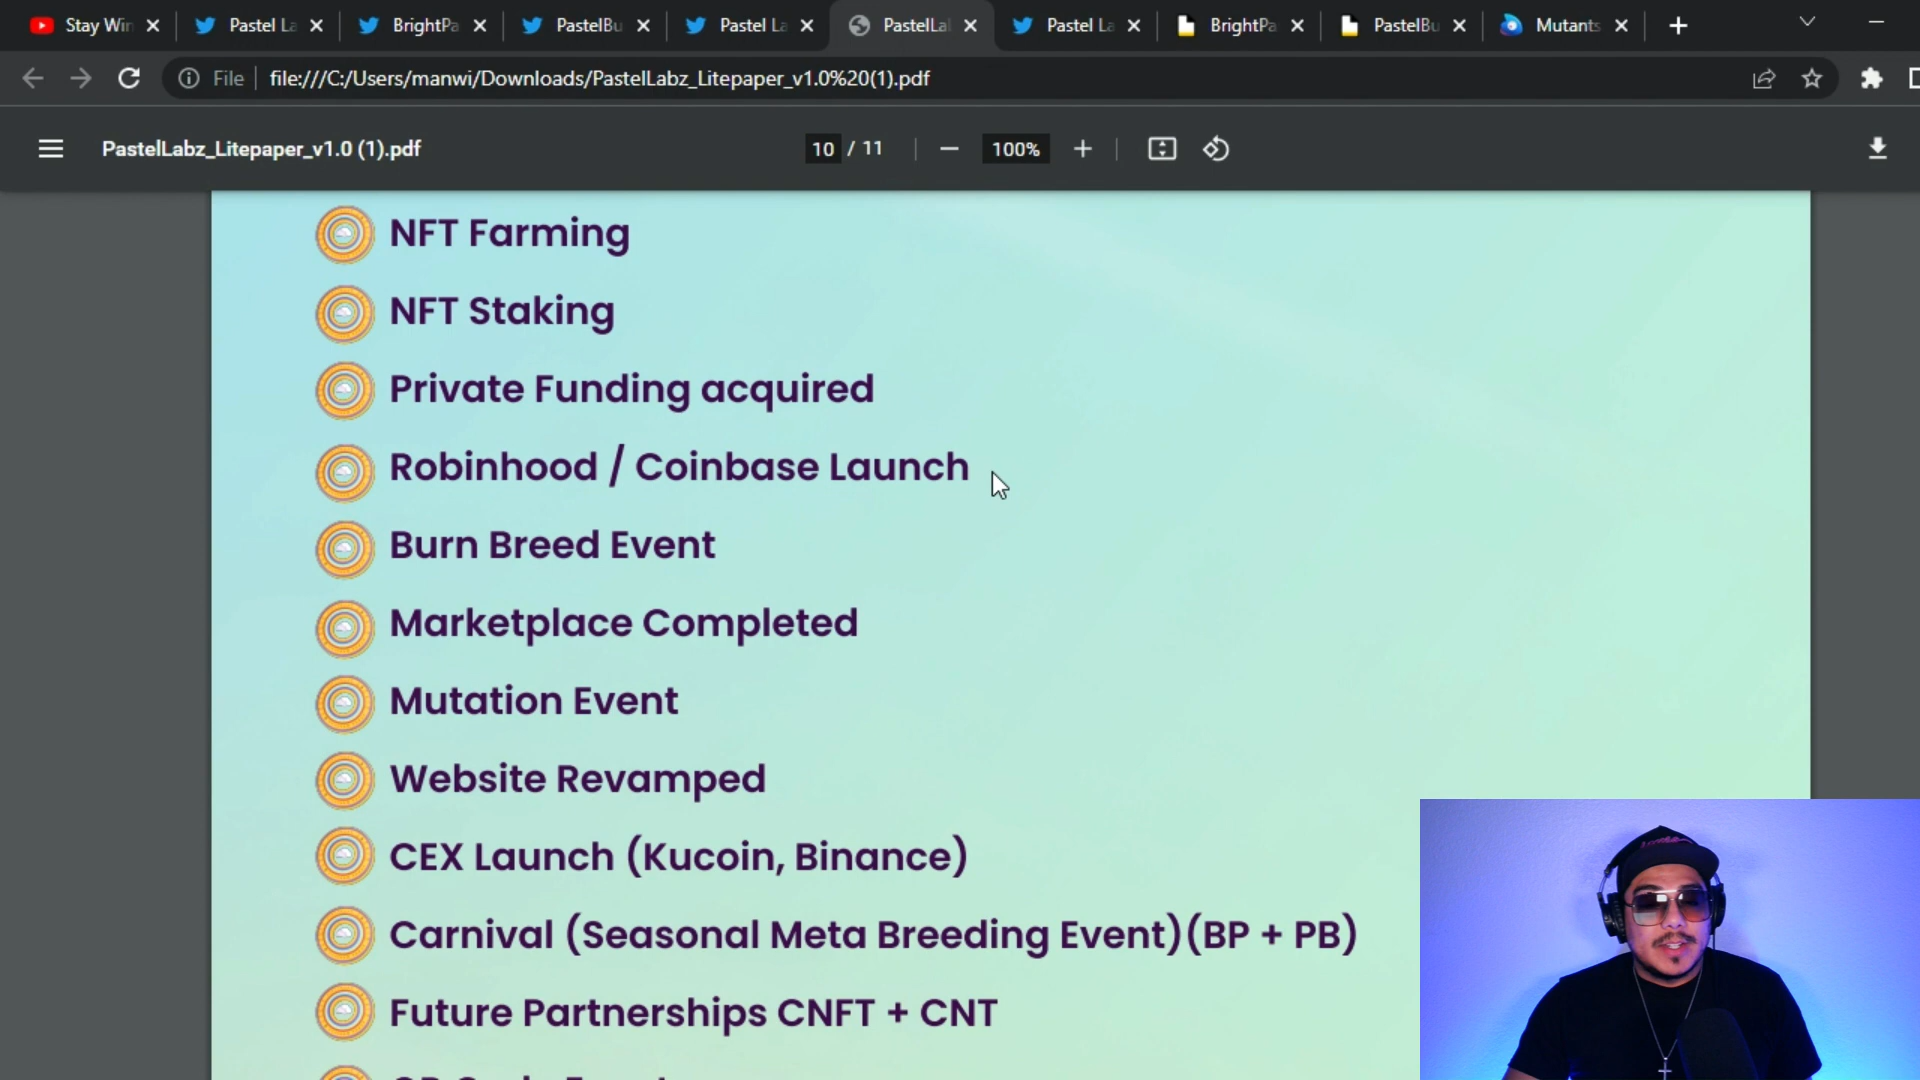 Stay Win
Pastel La
BrightPa
PastelBu
Pastel La
PastelLal
Pastel La
BrightPa
PastelBu
Mutants
File
file:///C:/Users/manwi/Downloads/PastelLabz_Litepaper_v1.0%20(1).pdf
PastelLabz_Litepaper_v1.0 (1).pdf
10 / 11
100%
NFT Farming
NFT Staking
Private Funding acquired
Robinhood / Coinbase Launch
Burn Breed Event
Marketplace Completed
Mutation Event
Website Revamped
CEX Launch (Kucoin, Binance)
Carnival (Seasonal Meta Breeding Event)(BP + PB)
Future Partnerships CNFT + CNT